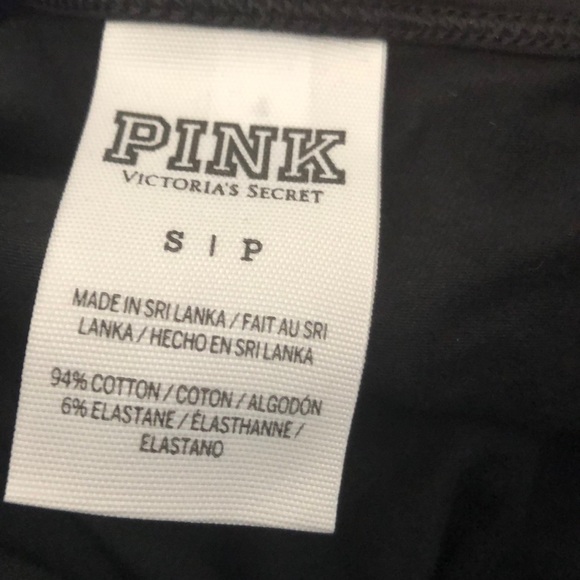 PINK
VICTORIA'S SECRET
S | P
MADE IN SRI LANKA / FAIT AU SRI
LANKA / HECHO EN SRI LANKA
94% COTTON / COTON / ALGODÓN
6% ELASTANE / ÉLASTHANNE /
ELASTANO